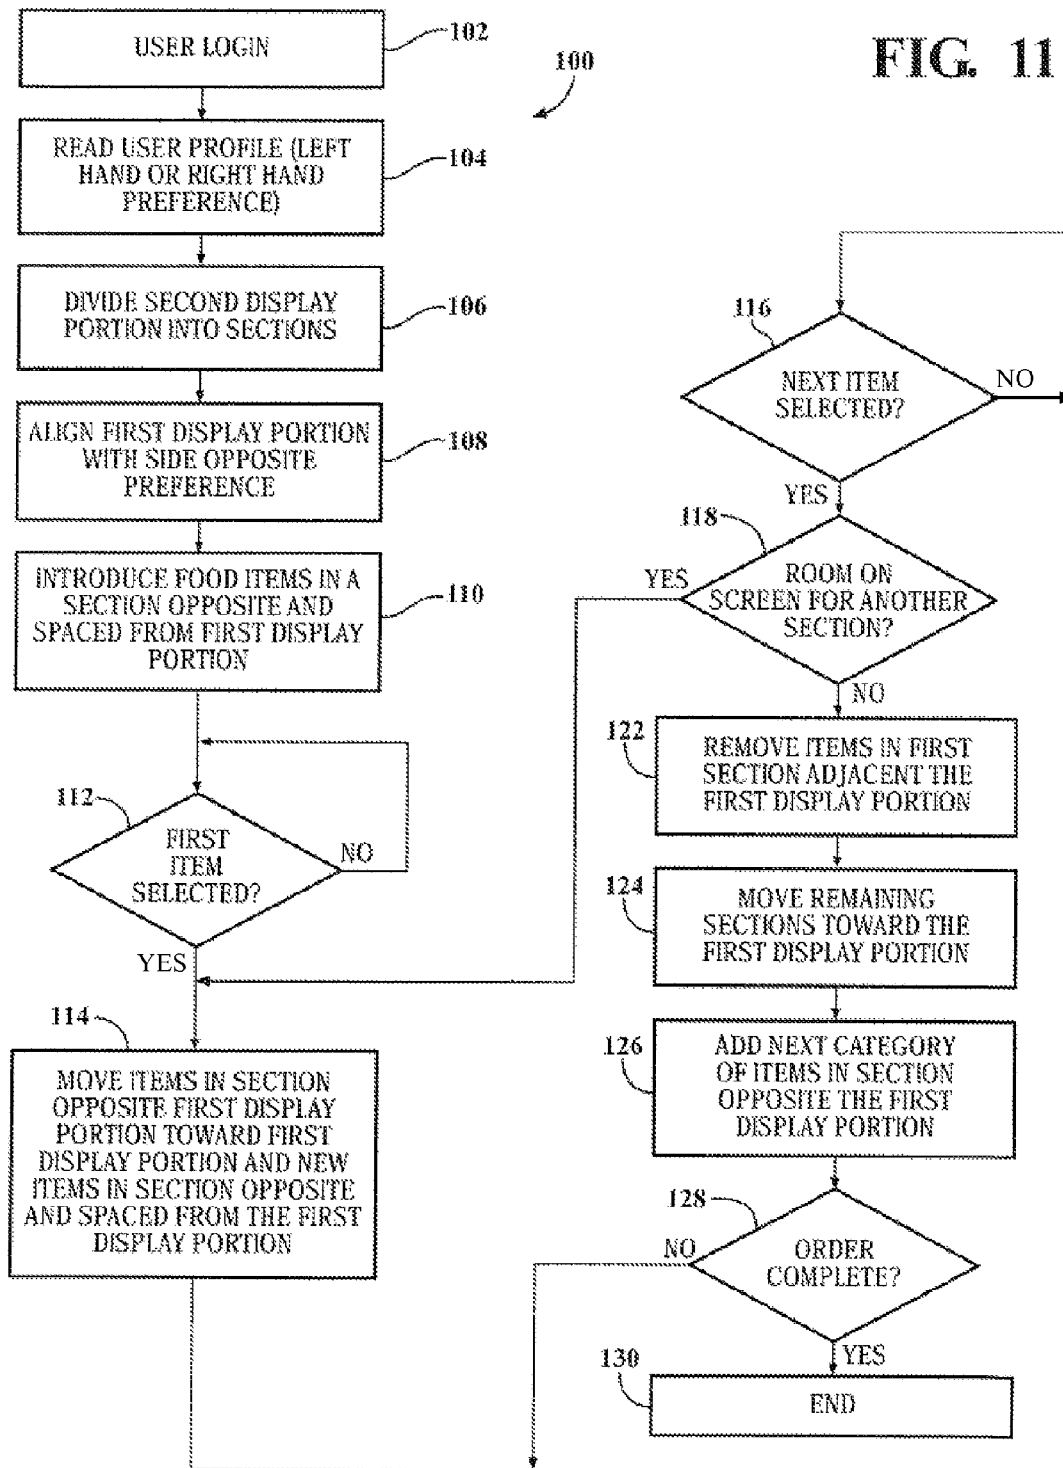 FIG. 11
100
USER LOGIN
102
READ USER PROFILE (LEFT
HAND OR RIGHT HAND
PREFERENCE)
104
DIVIDE SECOND DISPLAY
PORTION INTO SECTIONS
106
ALIGN FIRST DISPLAY PORTION
WITH SIDE OPPOSITE
PREFERENCE
108
INTRODUCE FOOD ITEMS IN A
SECTION OPPOSITE AND
SPACED FROM FIRST DISPLAY
PORTION
110
112
FIRST
ITEM
SELECTED?
NO
YES
114
MOVE ITEMS IN SECTION
OPPOSITE FIRST DISPLAY
PORTION TOWARD FIRST
DISPLAY PORTION AND NEW
ITEMS IN SECTION OPPOSITE
AND SPACED FROM THE FIRST
DISPLAY PORTION
116
NEXT ITEM
SELECTED?
NO
YES
118
YES
ROOM ON
SCREEN FOR ANOTHER
SECTION?
NO
122
REMOVE ITEMS IN FIRST
SECTION ADJACENT THE
FIRST DISPLAY PORTION
124
MOVE REMAINING
SECTIONS TOWARD THE
FIRST DISPLAY PORTION
126
ADD NEXT CATEGORY
OF ITEMS IN SECTION
OPPOSITE THE FIRST
DISPLAY PORTION
128
NO
ORDER
COMPLETE?
YES
130
END